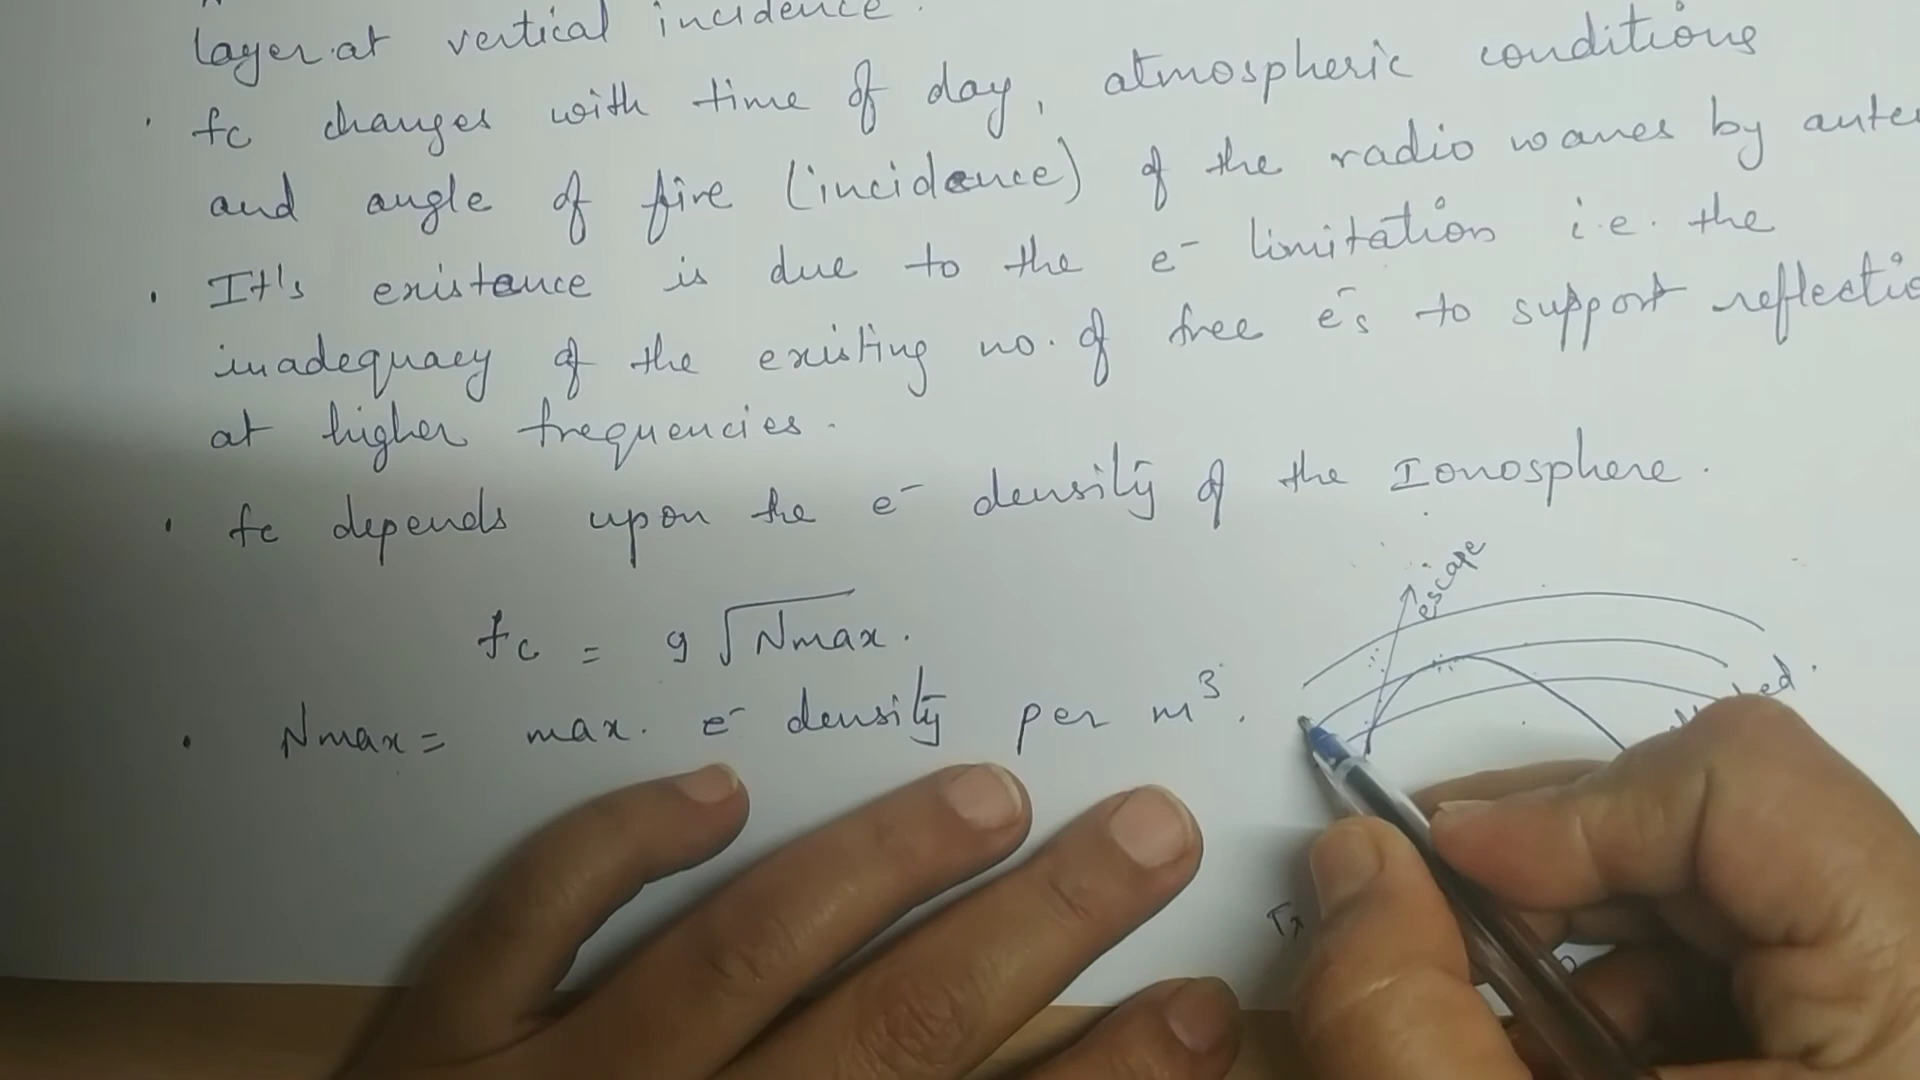 layer at vertical incidence.
· fc changes with time of day, atmospheric conditions
and angle of fire (incidence) of the radio waves by
· It's existence is due to the e⁻ limitation i.e. the
inadequacy of the existing no. of free e⁻s to support reflectio
at higher frequencies.
· fc depends upon the e⁻ density of the Ionosphere.
fc = 9 √Nmax.
· Nmax = max. e⁻ density per m³.
escape
Tx